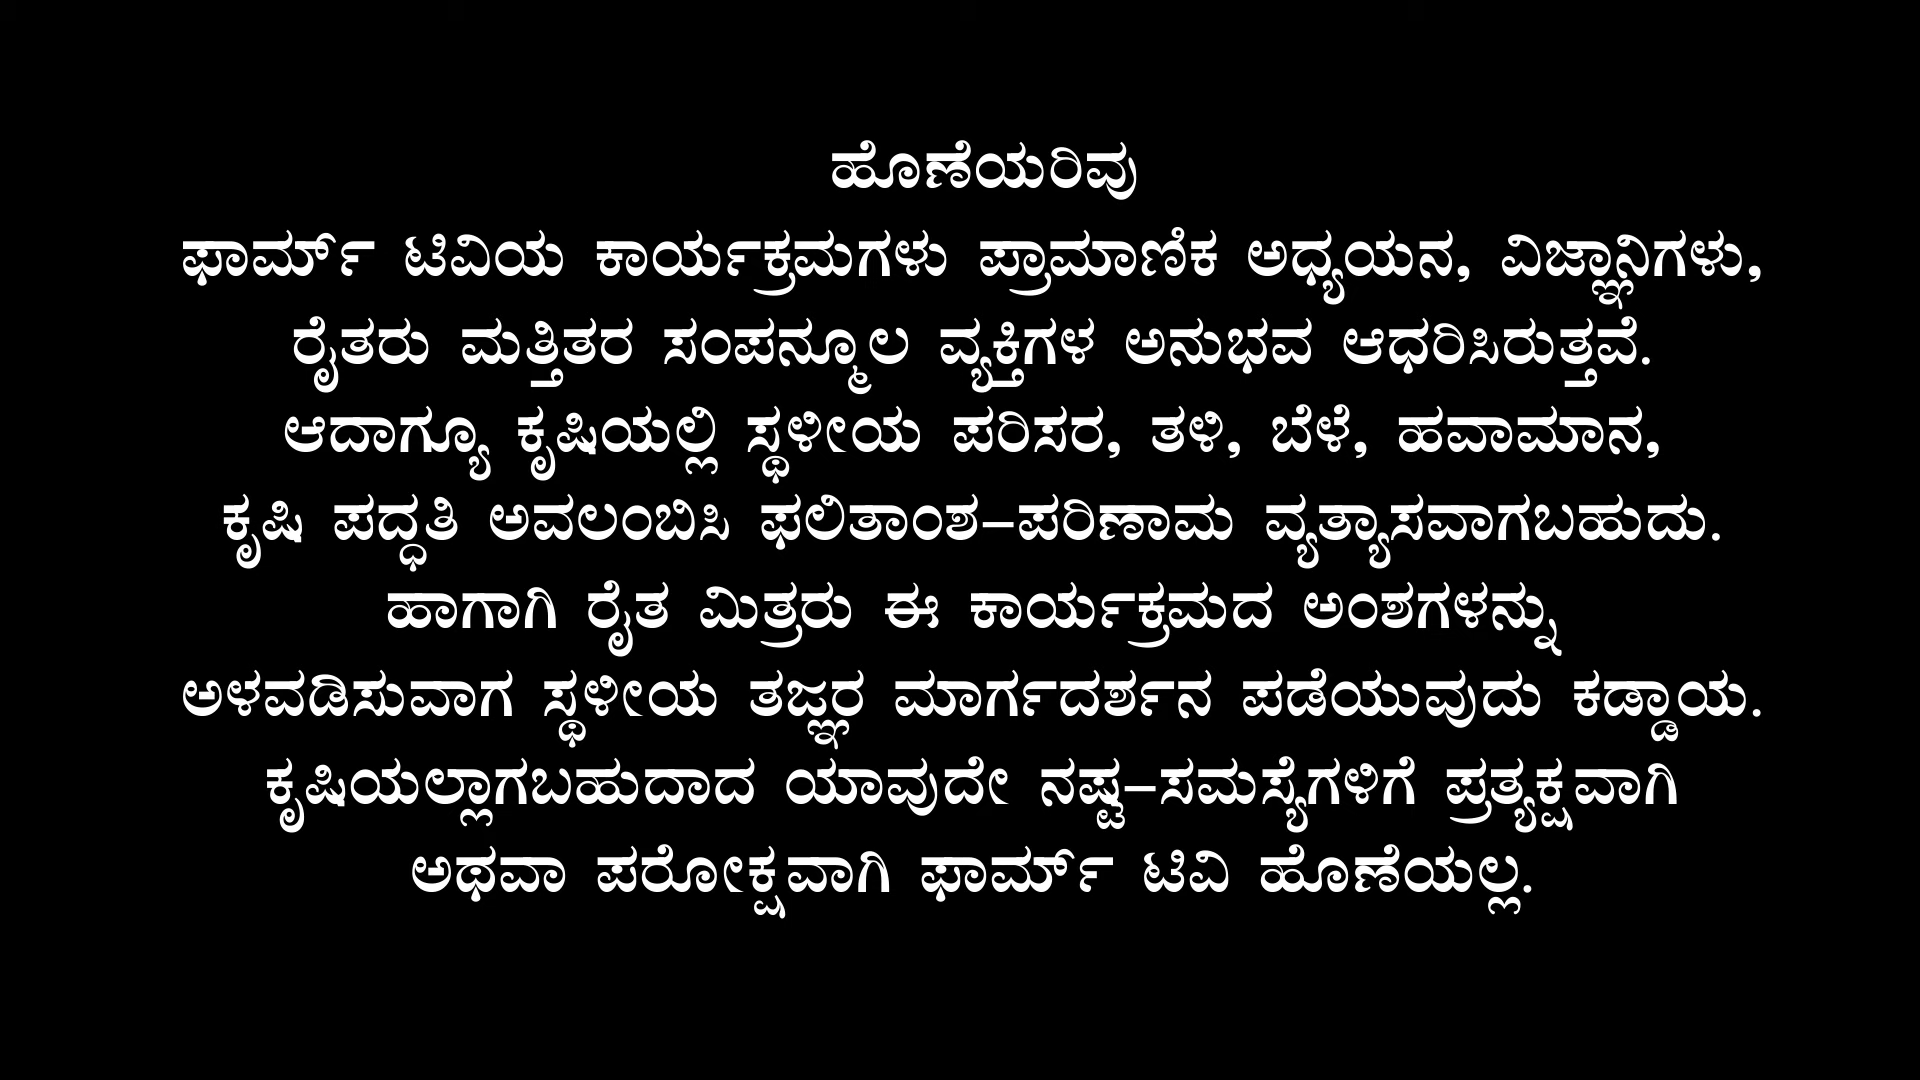 ಹೊಣೆಯರಿವು
ಫಾರ್ಮ್ ಟಿವಿಯ ಕಾರ್ಯಕ್ರಮಗಳು ಪ್ರಾಮಾಣಿಕ ಅಧ್ಯಯನ, ವಿಜ್ಞಾನಿಗಳು,
ರೈತರು ಮತ್ತಿತರ ಸಂಪನ್ಮೂಲ ವ್ಯಕ್ತಿಗಳ ಅನುಭವ ಆಧರಿಸಿರುತ್ತವೆ.
ಆದಾಗ್ಯೂ ಕೃಷಿಯಲ್ಲಿ ಸ್ಥಳೀಯ ಪರಿಸರ, ತಳಿ, ಬೆಳೆ, ಹವಾಮಾನ,
ಕೃಷಿ ಪದ್ಧತಿ ಅವಲಂಬಿಸಿ ಫಲಿತಾಂಶ–ಪರಿಣಾಮ ವ್ಯತ್ಯಾಸವಾಗಬಹುದು.
ಹಾಗಾಗಿ ರೈತ ಮಿತ್ರರು ಈ ಕಾರ್ಯಕ್ರಮದ ಅಂಶಗಳನ್ನು
ಅಳವಡಿಸುವಾಗ ಸ್ಥಳೀಯ ತಜ್ಞರ ಮಾರ್ಗದರ್ಶನ ಪಡೆಯುವುದು ಕಡ್ಡಾಯ.
ಕೃಷಿಯಲ್ಲಾಗಬಹುದಾದ ಯಾವುದೇ ನಷ್ಟ–ಸಮಸ್ಯೆಗಳಿಗೆ ಪ್ರತ್ಯಕ್ಷವಾಗಿ
ಅಥವಾ ಪರೋಕ್ಷವಾಗಿ ಫಾರ್ಮ್ ಟಿವಿ ಹೊಣೆಯಲ್ಲ.